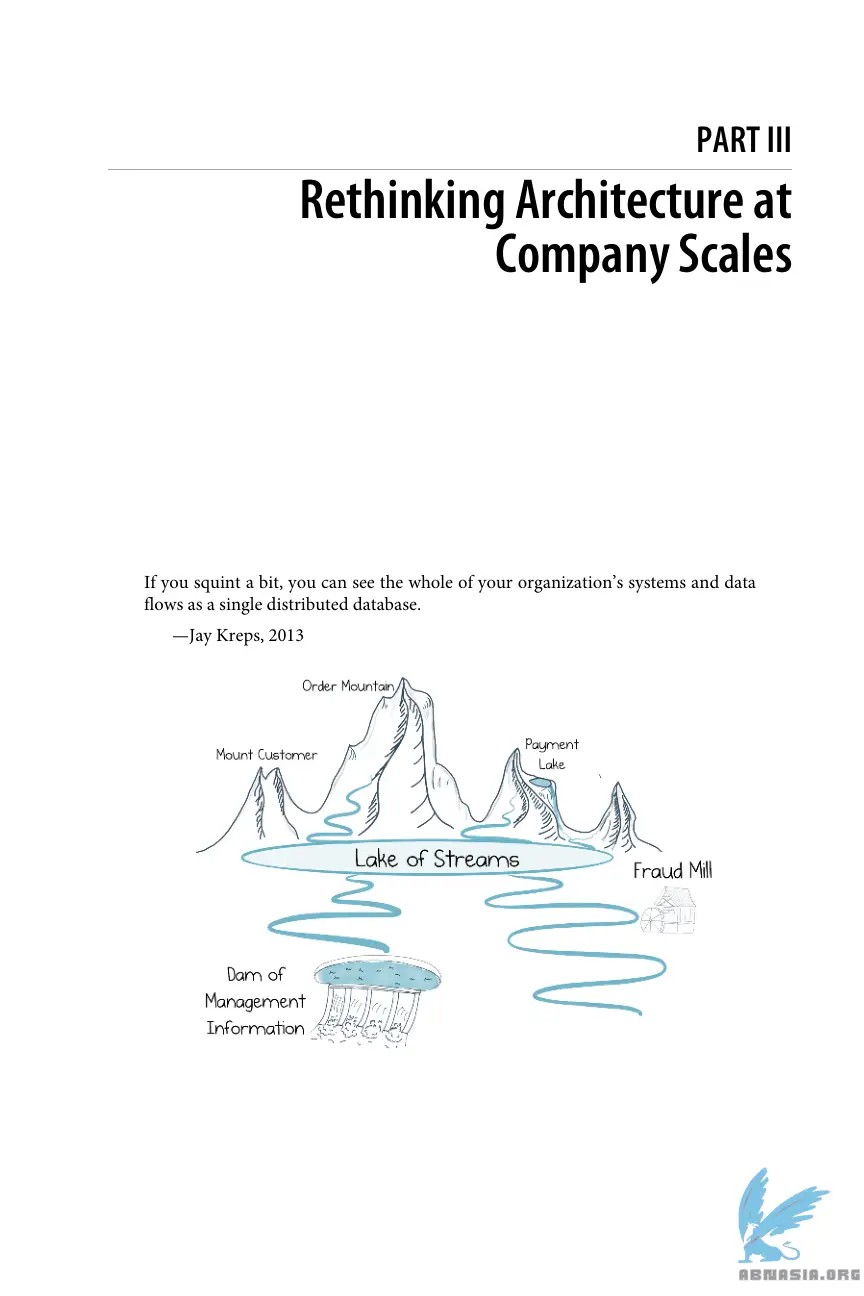 PART III
Rethinking Architecture at
Company Scales
If you squint a bit, you can see the whole of your organization’s systems and data
flows as a single distributed database.
—Jay Kreps, 2013
Order Mountain
Mount Customer
Payment
Lake
Lake of Streams
Fraud Mill
Dam of
Management
Information
ABNASIA.ORG